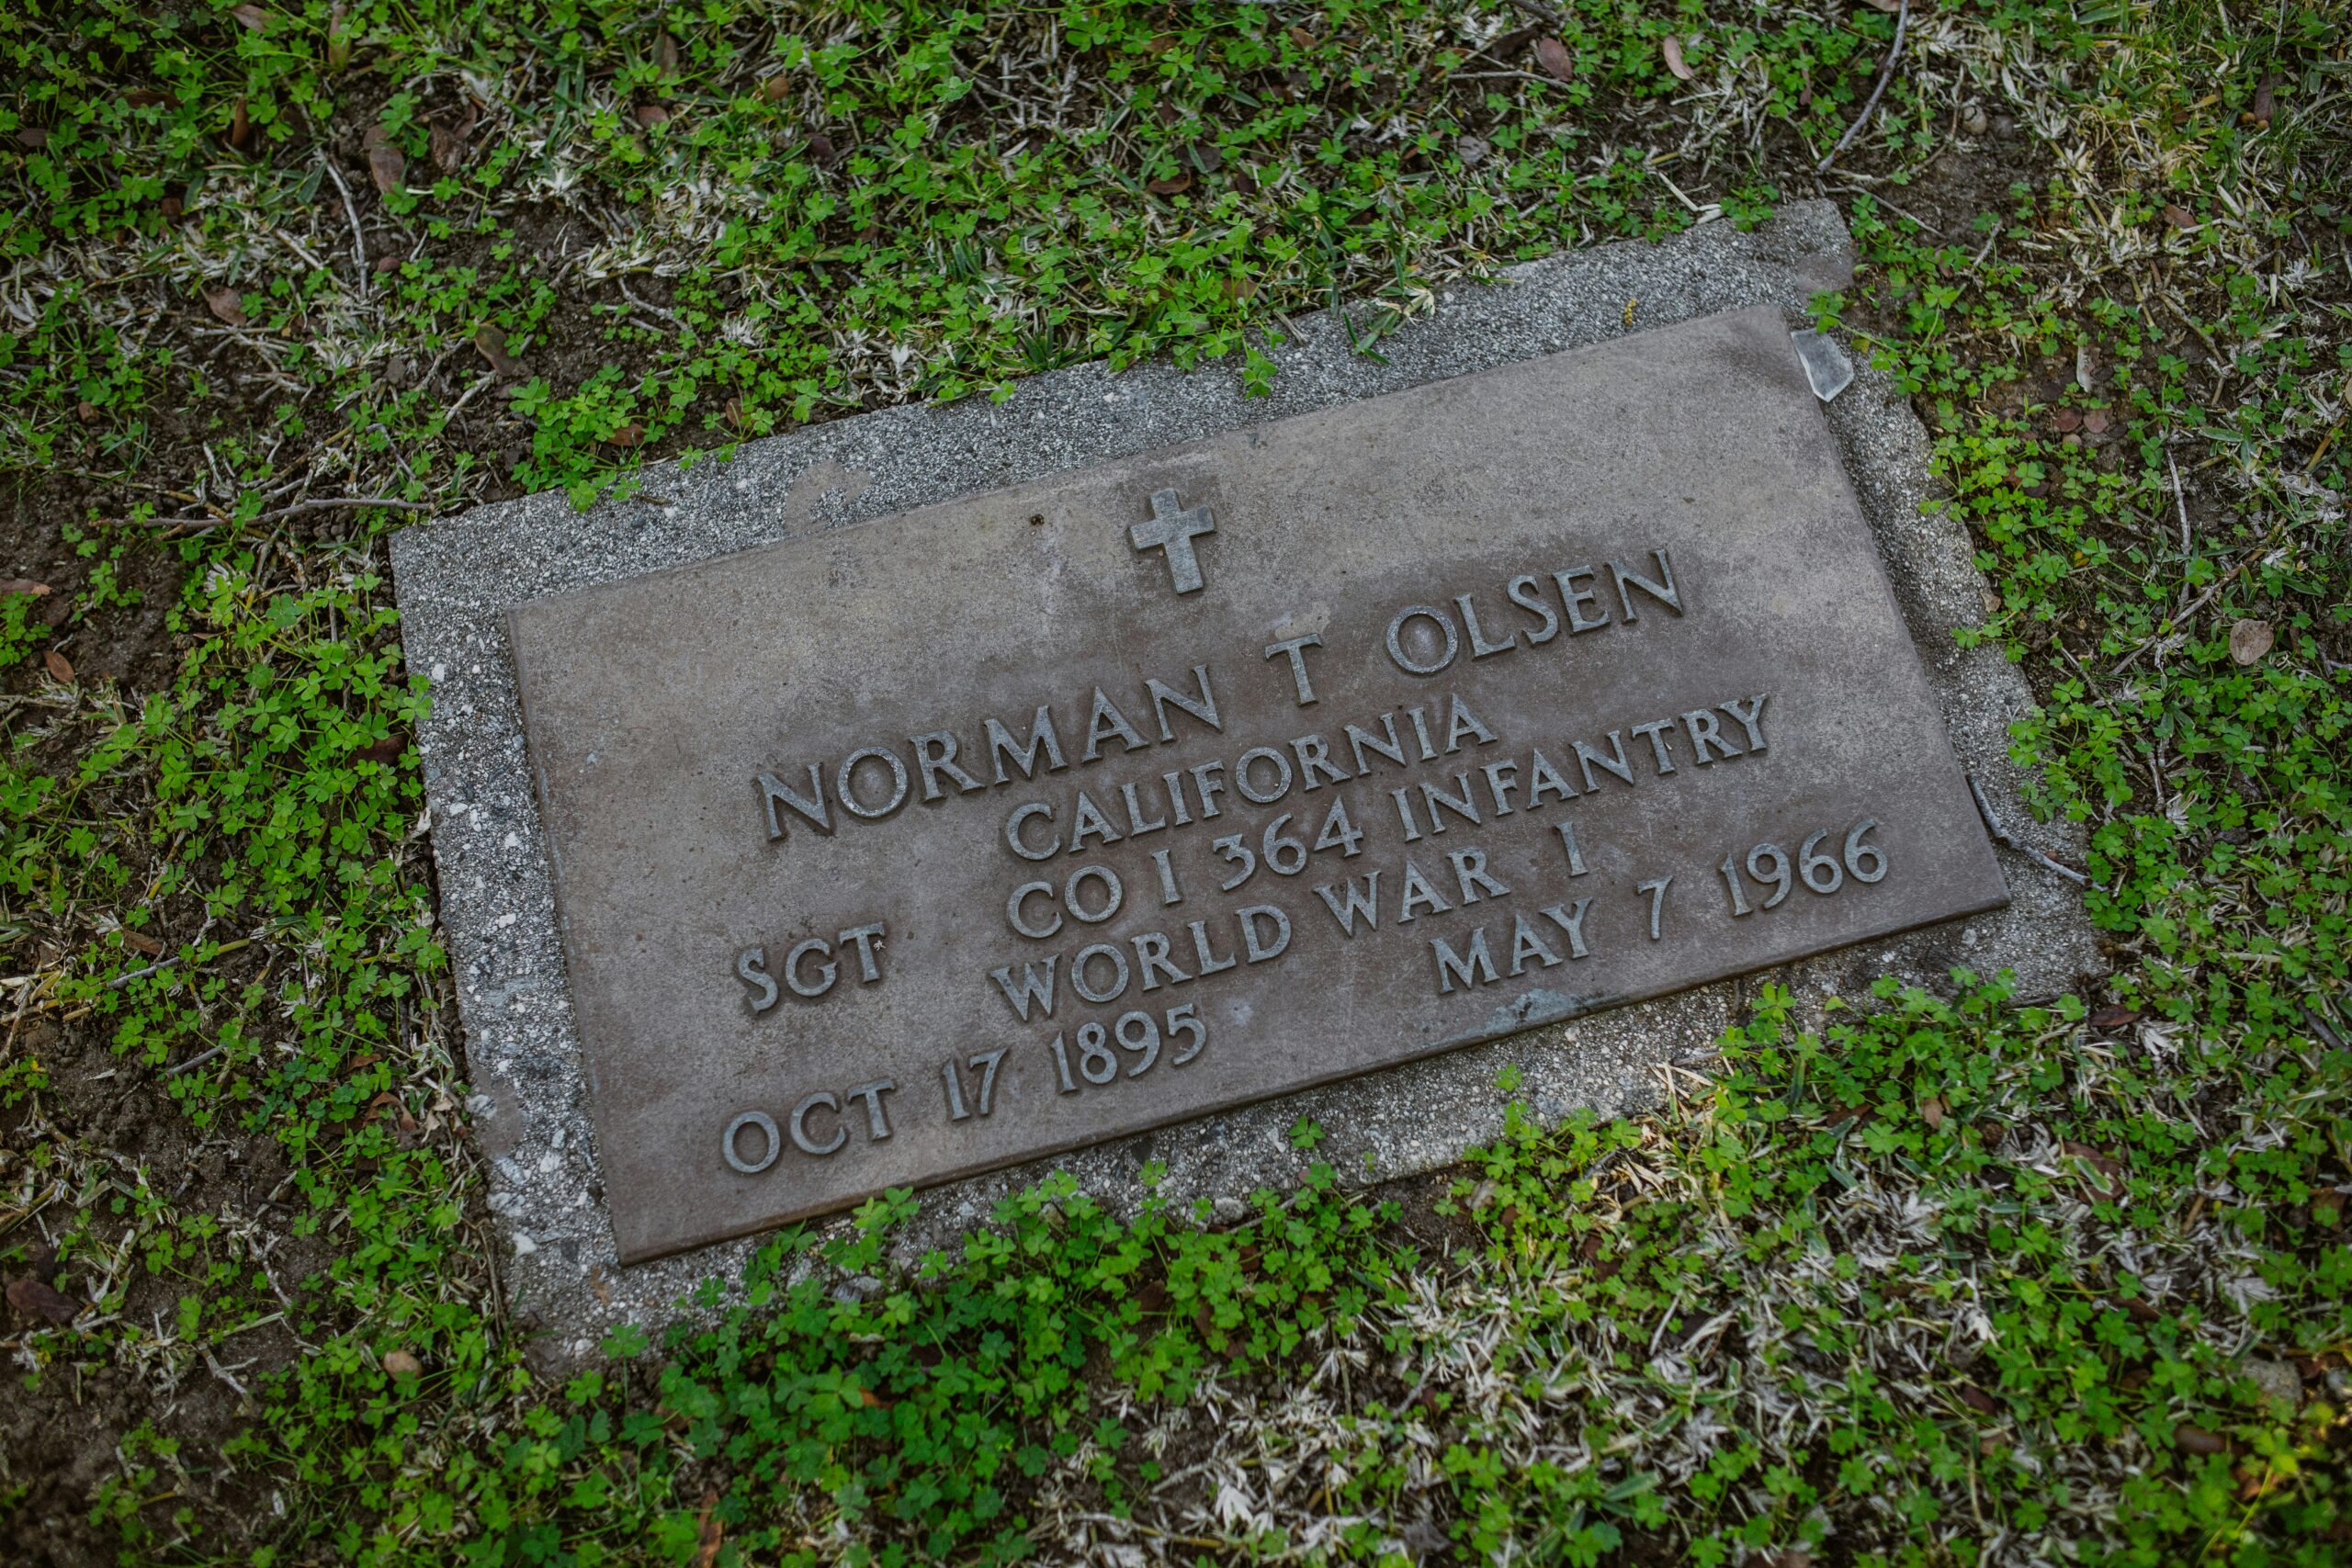 NORMAN T OLSEN
CALIFORNIA
SGT CO I 364 INFANTRY
WORLD WAR I
OCT 17 1895 MAY 7 1966